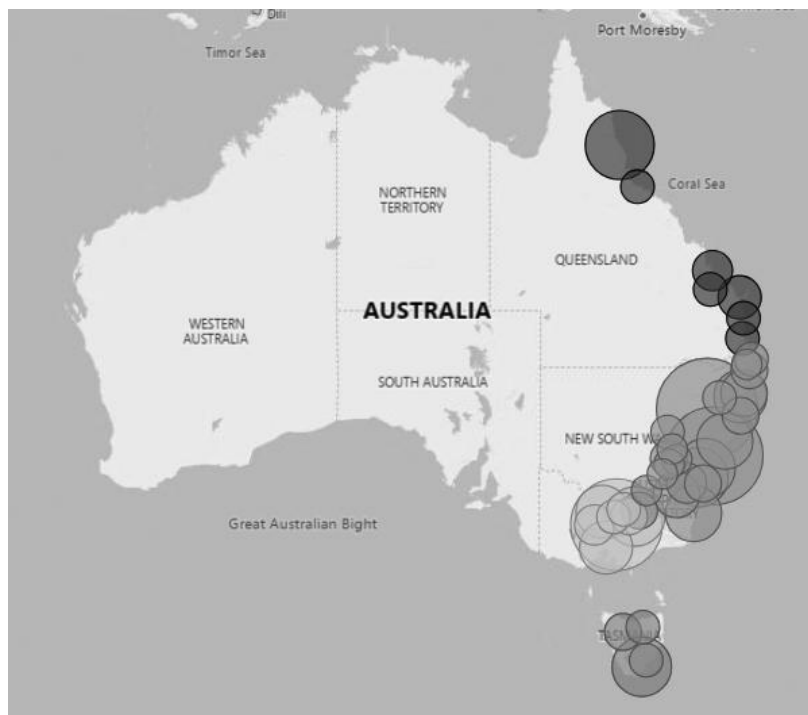 Dili
Port Moresby
Timor Sea
Coral Sea
NORTHERN
TERRITORY
QUEENSLAND
AUSTRALIA
WESTERN
AUSTRALIA
SOUTH AUSTRALIA
NEW SOUTH
Great Australian Bight
TASMANIA